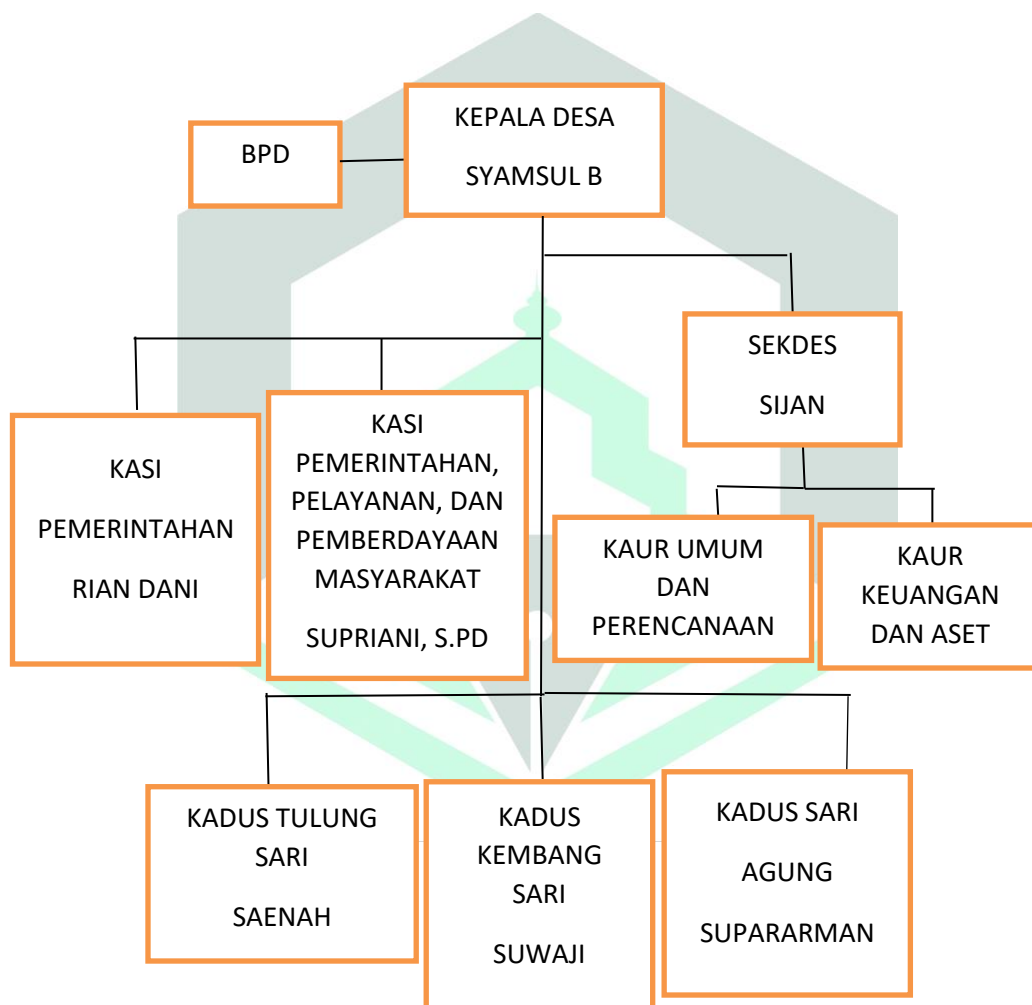 KEPALA DESA
SYAMSUL B
BPD
SEKDES
SIJAN
KASI
PEMERINTAHAN
RIAN DANI
KASI
PEMERINTAHAN,
PELAYANAN, DAN
PEMBERDAYAAN
MASYARAKAT
SUPRIANI, S.PD
KAUR UMUM
DAN
PERENCANAAN
KAUR
KEUANGAN
DAN ASET
KADUS TULUNG
SARI
SAENAH
KADUS
KEMBANG
SARI
SUWAJI
KADUS SARI
AGUNG
SUPARARMAN